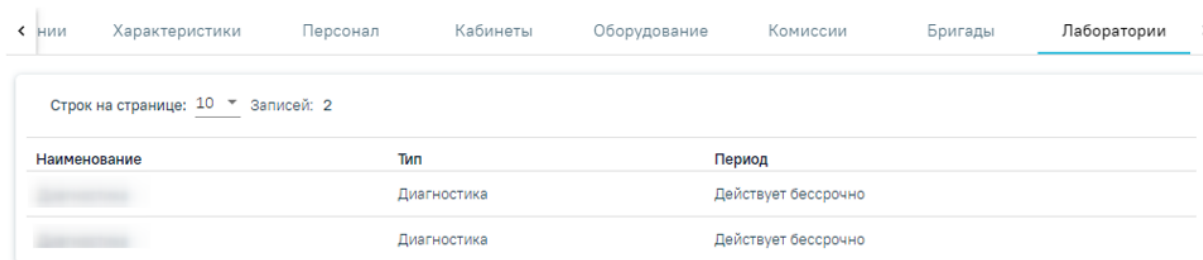 нии Характеристики Персонал Кабинеты Оборудование Комиссии Бригады Лаборатории
Строк на странице: 10 Записей: 2
Наименование Тип Период
Диагностика Действует бессрочно
Диагностика Действует бессрочно